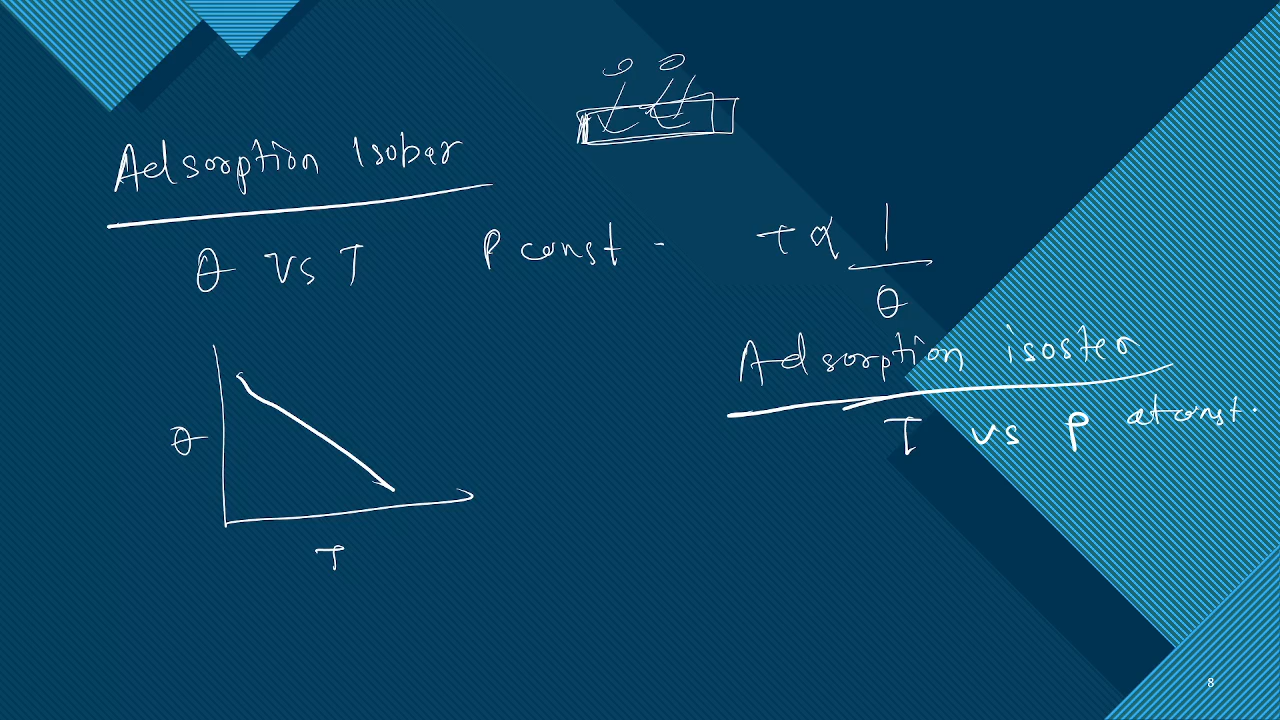 Adsorption Isobar
θ vs T P const.
T α 1/θ
θ
T
Adsorption isoster
T vs P at const.
8